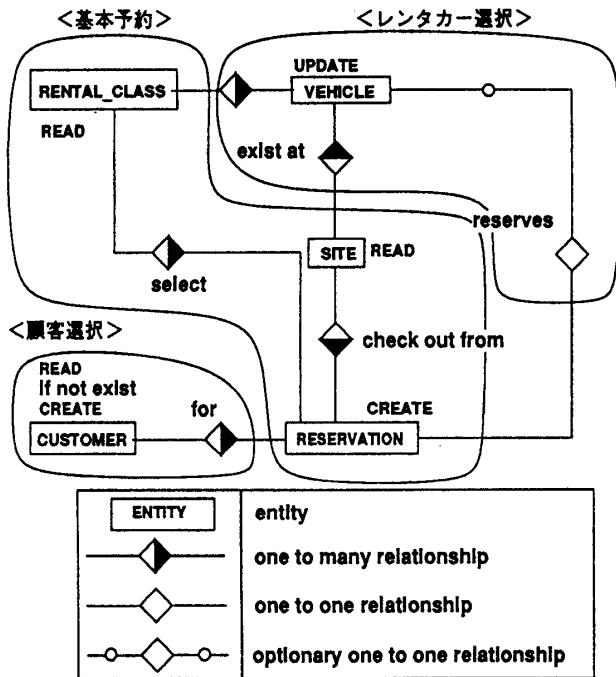 ＜基本予約＞
＜レンタカー選択＞
UPDATE
RENTAL_CLASS
VEHICLE
READ
exist at
reserves
SITE
READ
select
＜顧客選択＞
check out from
READ
If not exist
CREATE
for
CREATE
CUSTOMER
RESERVATION
ENTITY
entity
one to many relationship
one to one relationship
optionary one to one relationship